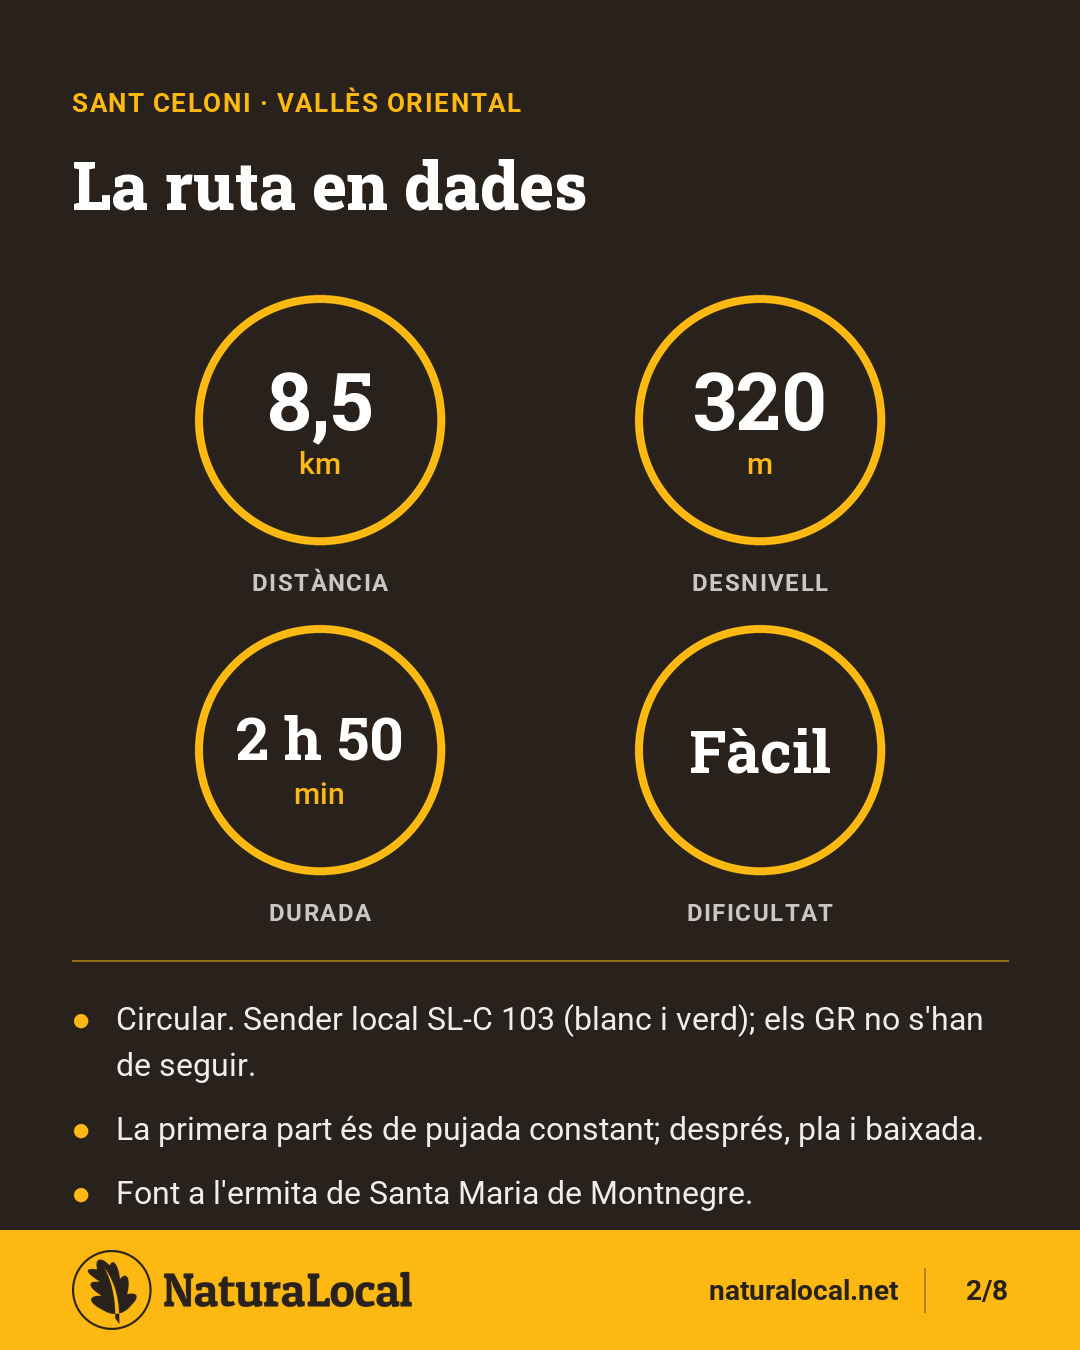 SANT CELONI · VALLÈS ORIENTAL
La ruta en dades
8,5
km
DISTÀNCIA
320
m
DESNIVELL
2 h 50
min
DURADA
Fàcil
DIFICULTAT
Circular. Sender local SL-C 103 (blanc i verd); els GR no s'han
de seguir.
La primera part és de pujada constant; després, pla i baixada.
Font a l'ermita de Santa Maria de Montnegre.
NaturaLocal
naturalocal.net
2/8